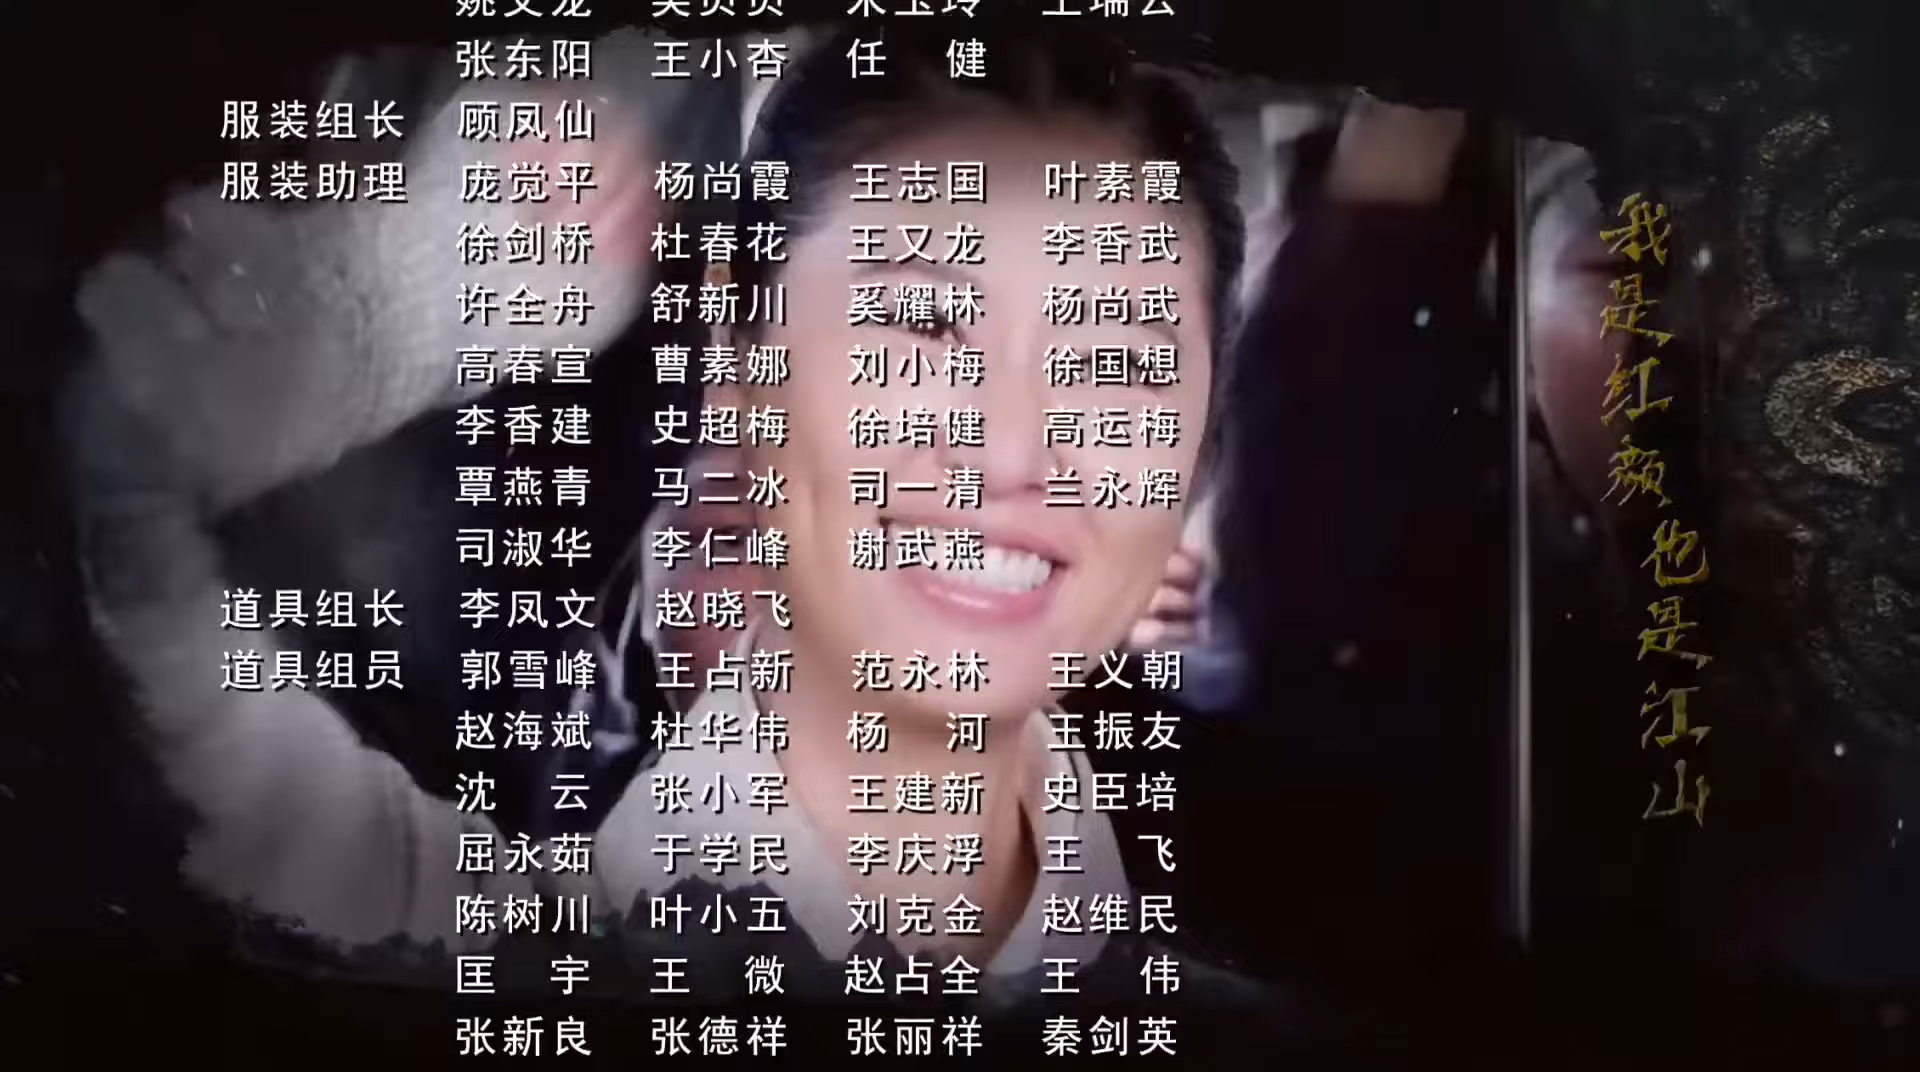 张东阳 王小杏 任 健
服装组长 顾凤仙
服装助理 庞觉平 杨尚霞 王志国 叶素霞
徐剑桥 杜春花 王又龙 李香武
许全舟 舒新川 奚耀林 杨尚武
高春宣 曹素娜 刘小梅 徐国想
李香建 史超梅 徐培健 高运梅
覃燕青 马二冰 司一清 兰永辉
司淑华 李仁峰 谢武燕
道具组长 李凤文 赵晓飞
道具组员 郭雪峰 王占新 范永林 王义朝
赵海斌 杜华伟 杨 河 王振友
沈 云 张小军 王建新 史臣培
屈永茹 于学民 李庆浮 王 飞
陈树川 叶小五 刘克金 赵维民
匡 宇 王 微 赵占全 王 伟
张新良 张德祥 张丽祥 秦剑英
我是红颜也是江山